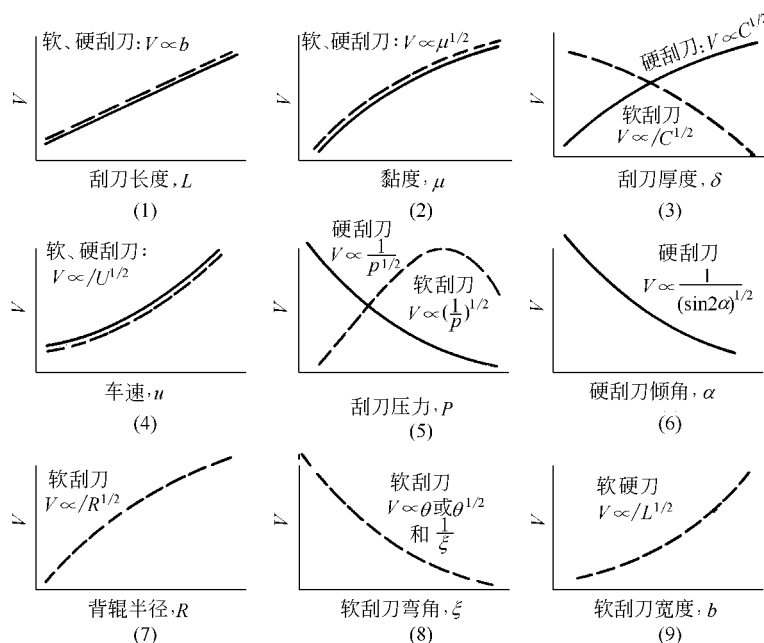 软、硬刮刀：V∝b
V
刮刀长度，L
(1)
软、硬刮刀：V∝μ^{1/2}
V
黏度，μ
(2)
硬刮刀：V∝C^{1/2}
软刮刀
V∝/C^{1/2}
V
刮刀厚度，δ
(3)
软、硬刮刀：
V∝/U^{1/2}
V
车速，u
(4)
硬刮刀
V∝1/p^{1/2}
软刮刀
V∝(1/p)^{1/2}
V
刮刀压力，P
(5)
硬刮刀
V∝1/(sin2α)^{1/2}
V
硬刮刀倾角，α
(6)
软刮刀
V∝/R^{1/2}
V
背辊半径，R
(7)
软刮刀
V∝θ或θ^{1/2}
和 1/ξ
V
软刮刀弯角，ξ
(8)
软硬刀
V∝/L^{1/2}
V
软刮刀宽度，b
(9)